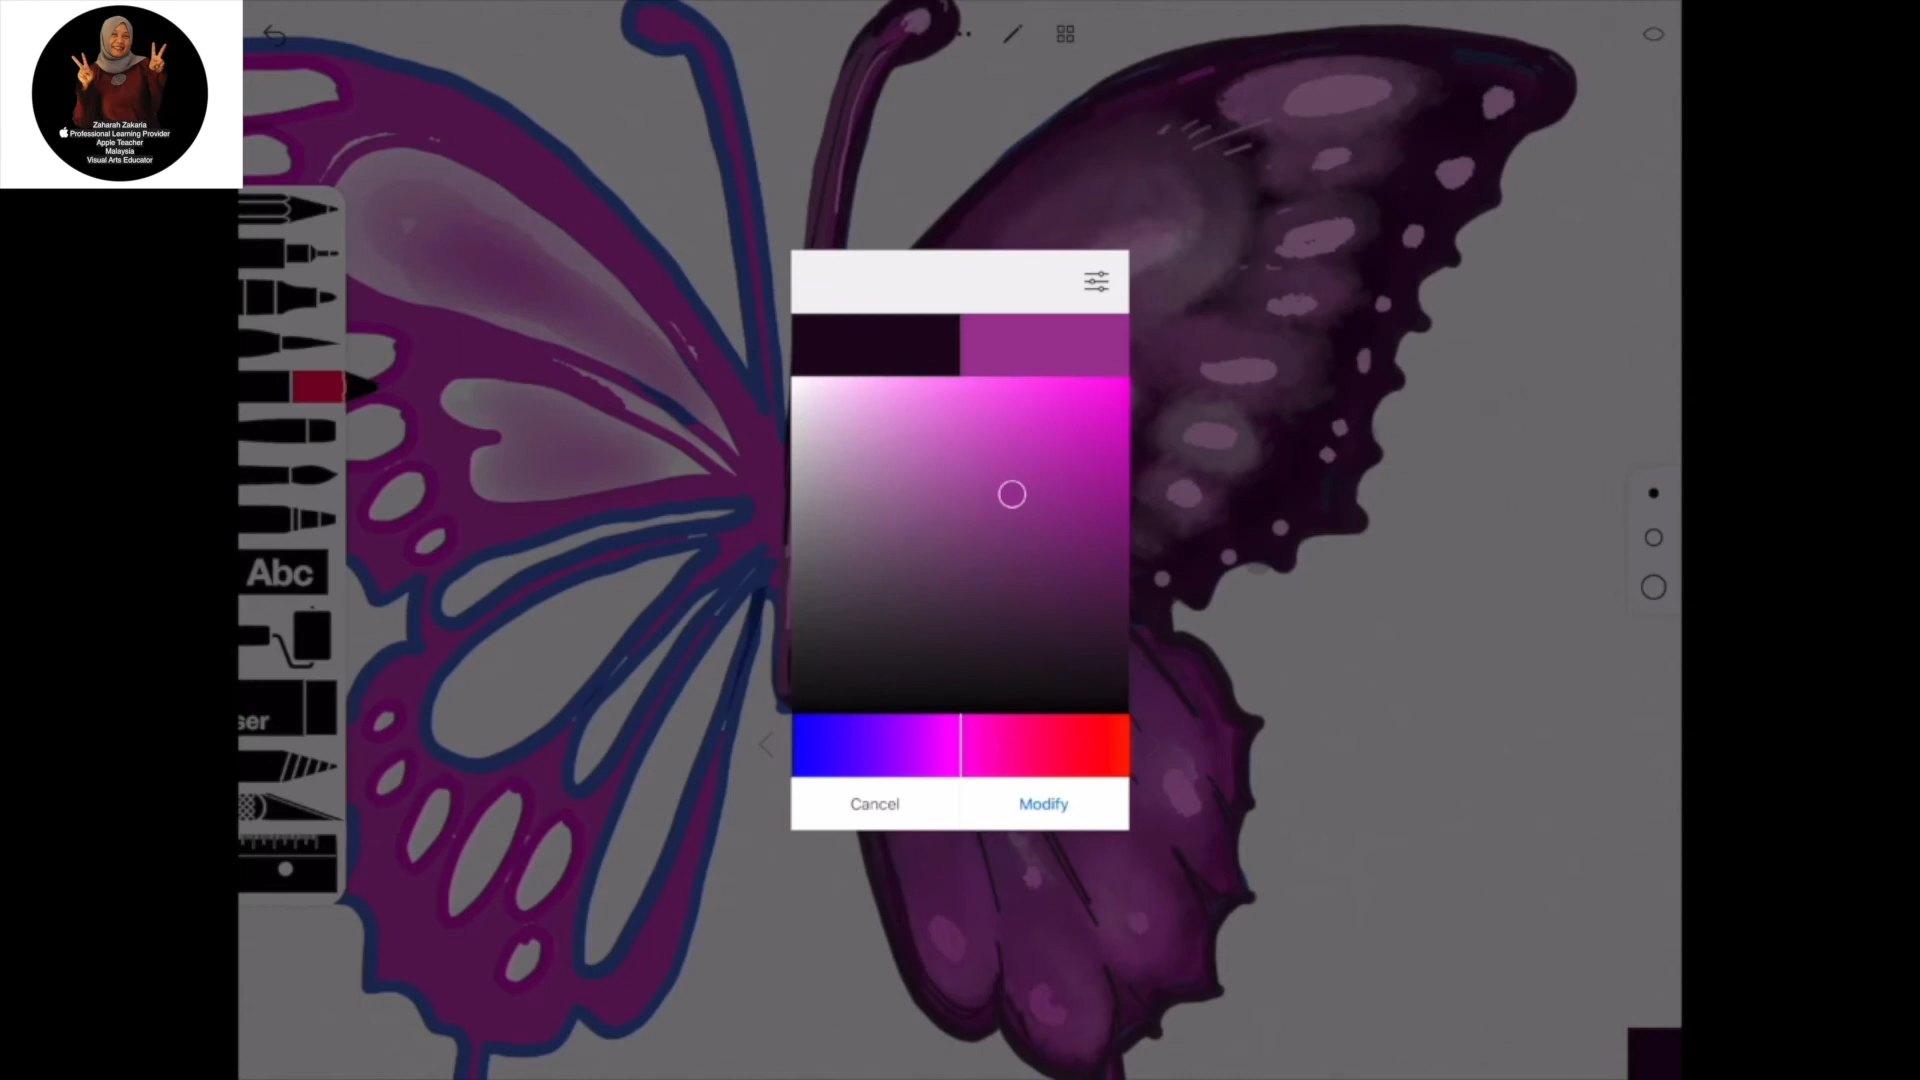 Zaharah Zakaria
Professional Learning Provider
Apple Teacher
Malaysia
Visual Arts Educator
Abc
ser
Cancel
Modify